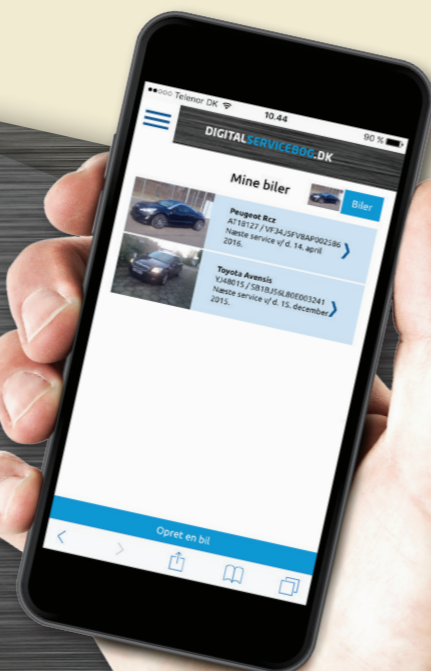 Telenor DK 10.44 90 %
DIGITALSERVICEBOG.DK
Mine biler
Biler
Peugeot Rcz
AT18127 / VF34J5FV8AP002586
Næste service v/ d. 14. april
2016.
Toyota Avensis
YJ48015 / SB1BJ56L80E003241
Næste service v/ d. 15. december
2015.
Opret en bil